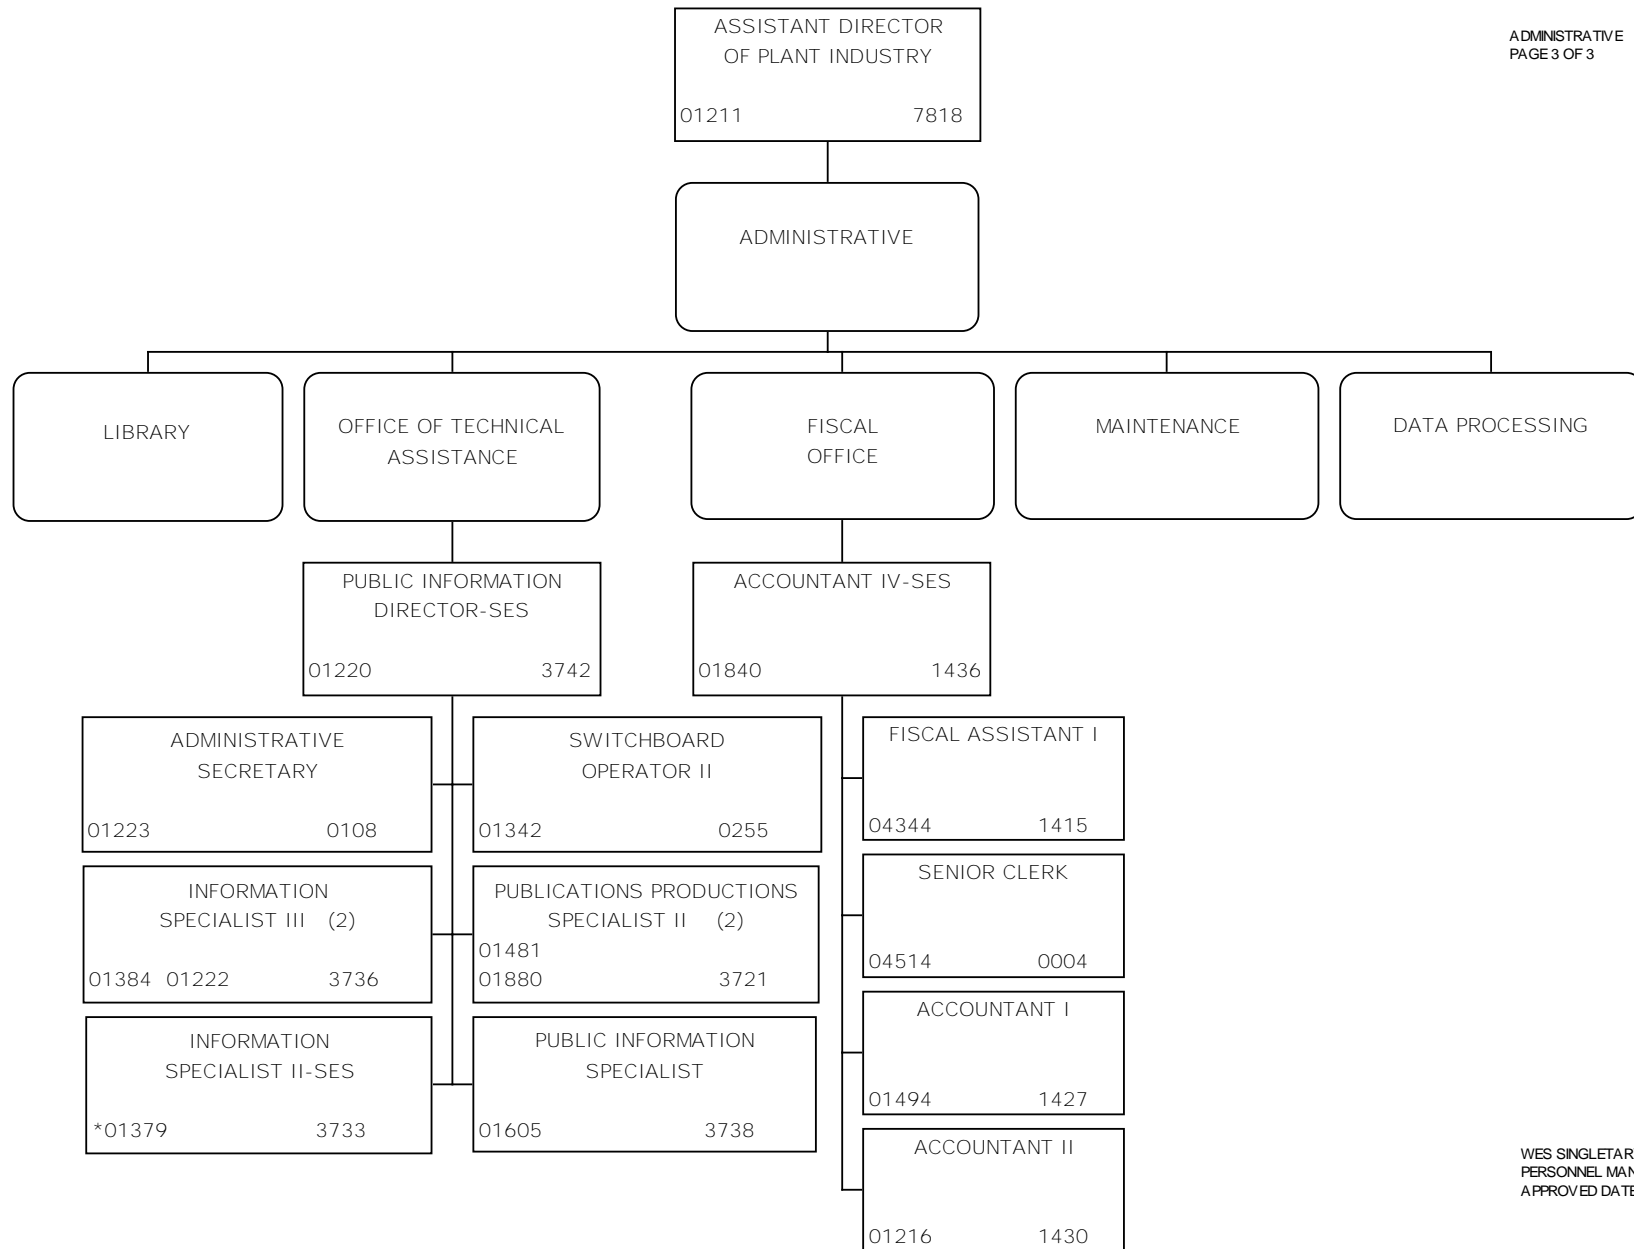 ASSISTANT DIRECTOR
OF PLANT INDUSTRY
01211 7818
ADMINISTRATIVE
PAGE 3 OF 3
ADMINISTRATIVE
LIBRARY
OFFICE OF TECHNICAL
ASSISTANCE
FISCAL
OFFICE
MAINTENANCE
DATA PROCESSING
PUBLIC INFORMATION
DIRECTOR-SES
01220 3742
ACCOUNTANT IV-SES
01840 1436
ADMINISTRATIVE
SECRETARY
01223 0108
SWITCHBOARD
OPERATOR II
01342 0255
FISCAL ASSISTANT I
04344 1415
INFORMATION
SPECIALIST III (2)
01384 01222 3736
PUBLICATIONS PRODUCTIONS
SPECIALIST II (2)
01481
01880 3721
SENIOR CLERK
04514 0004
INFORMATION
SPECIALIST II-SES
*01379 3733
PUBLIC INFORMATION
SPECIALIST
01605 3738
ACCOUNTANT I
01494 1427
ACCOUNTANT II
01216 1430
WES
PERSONNEL
APPROVED